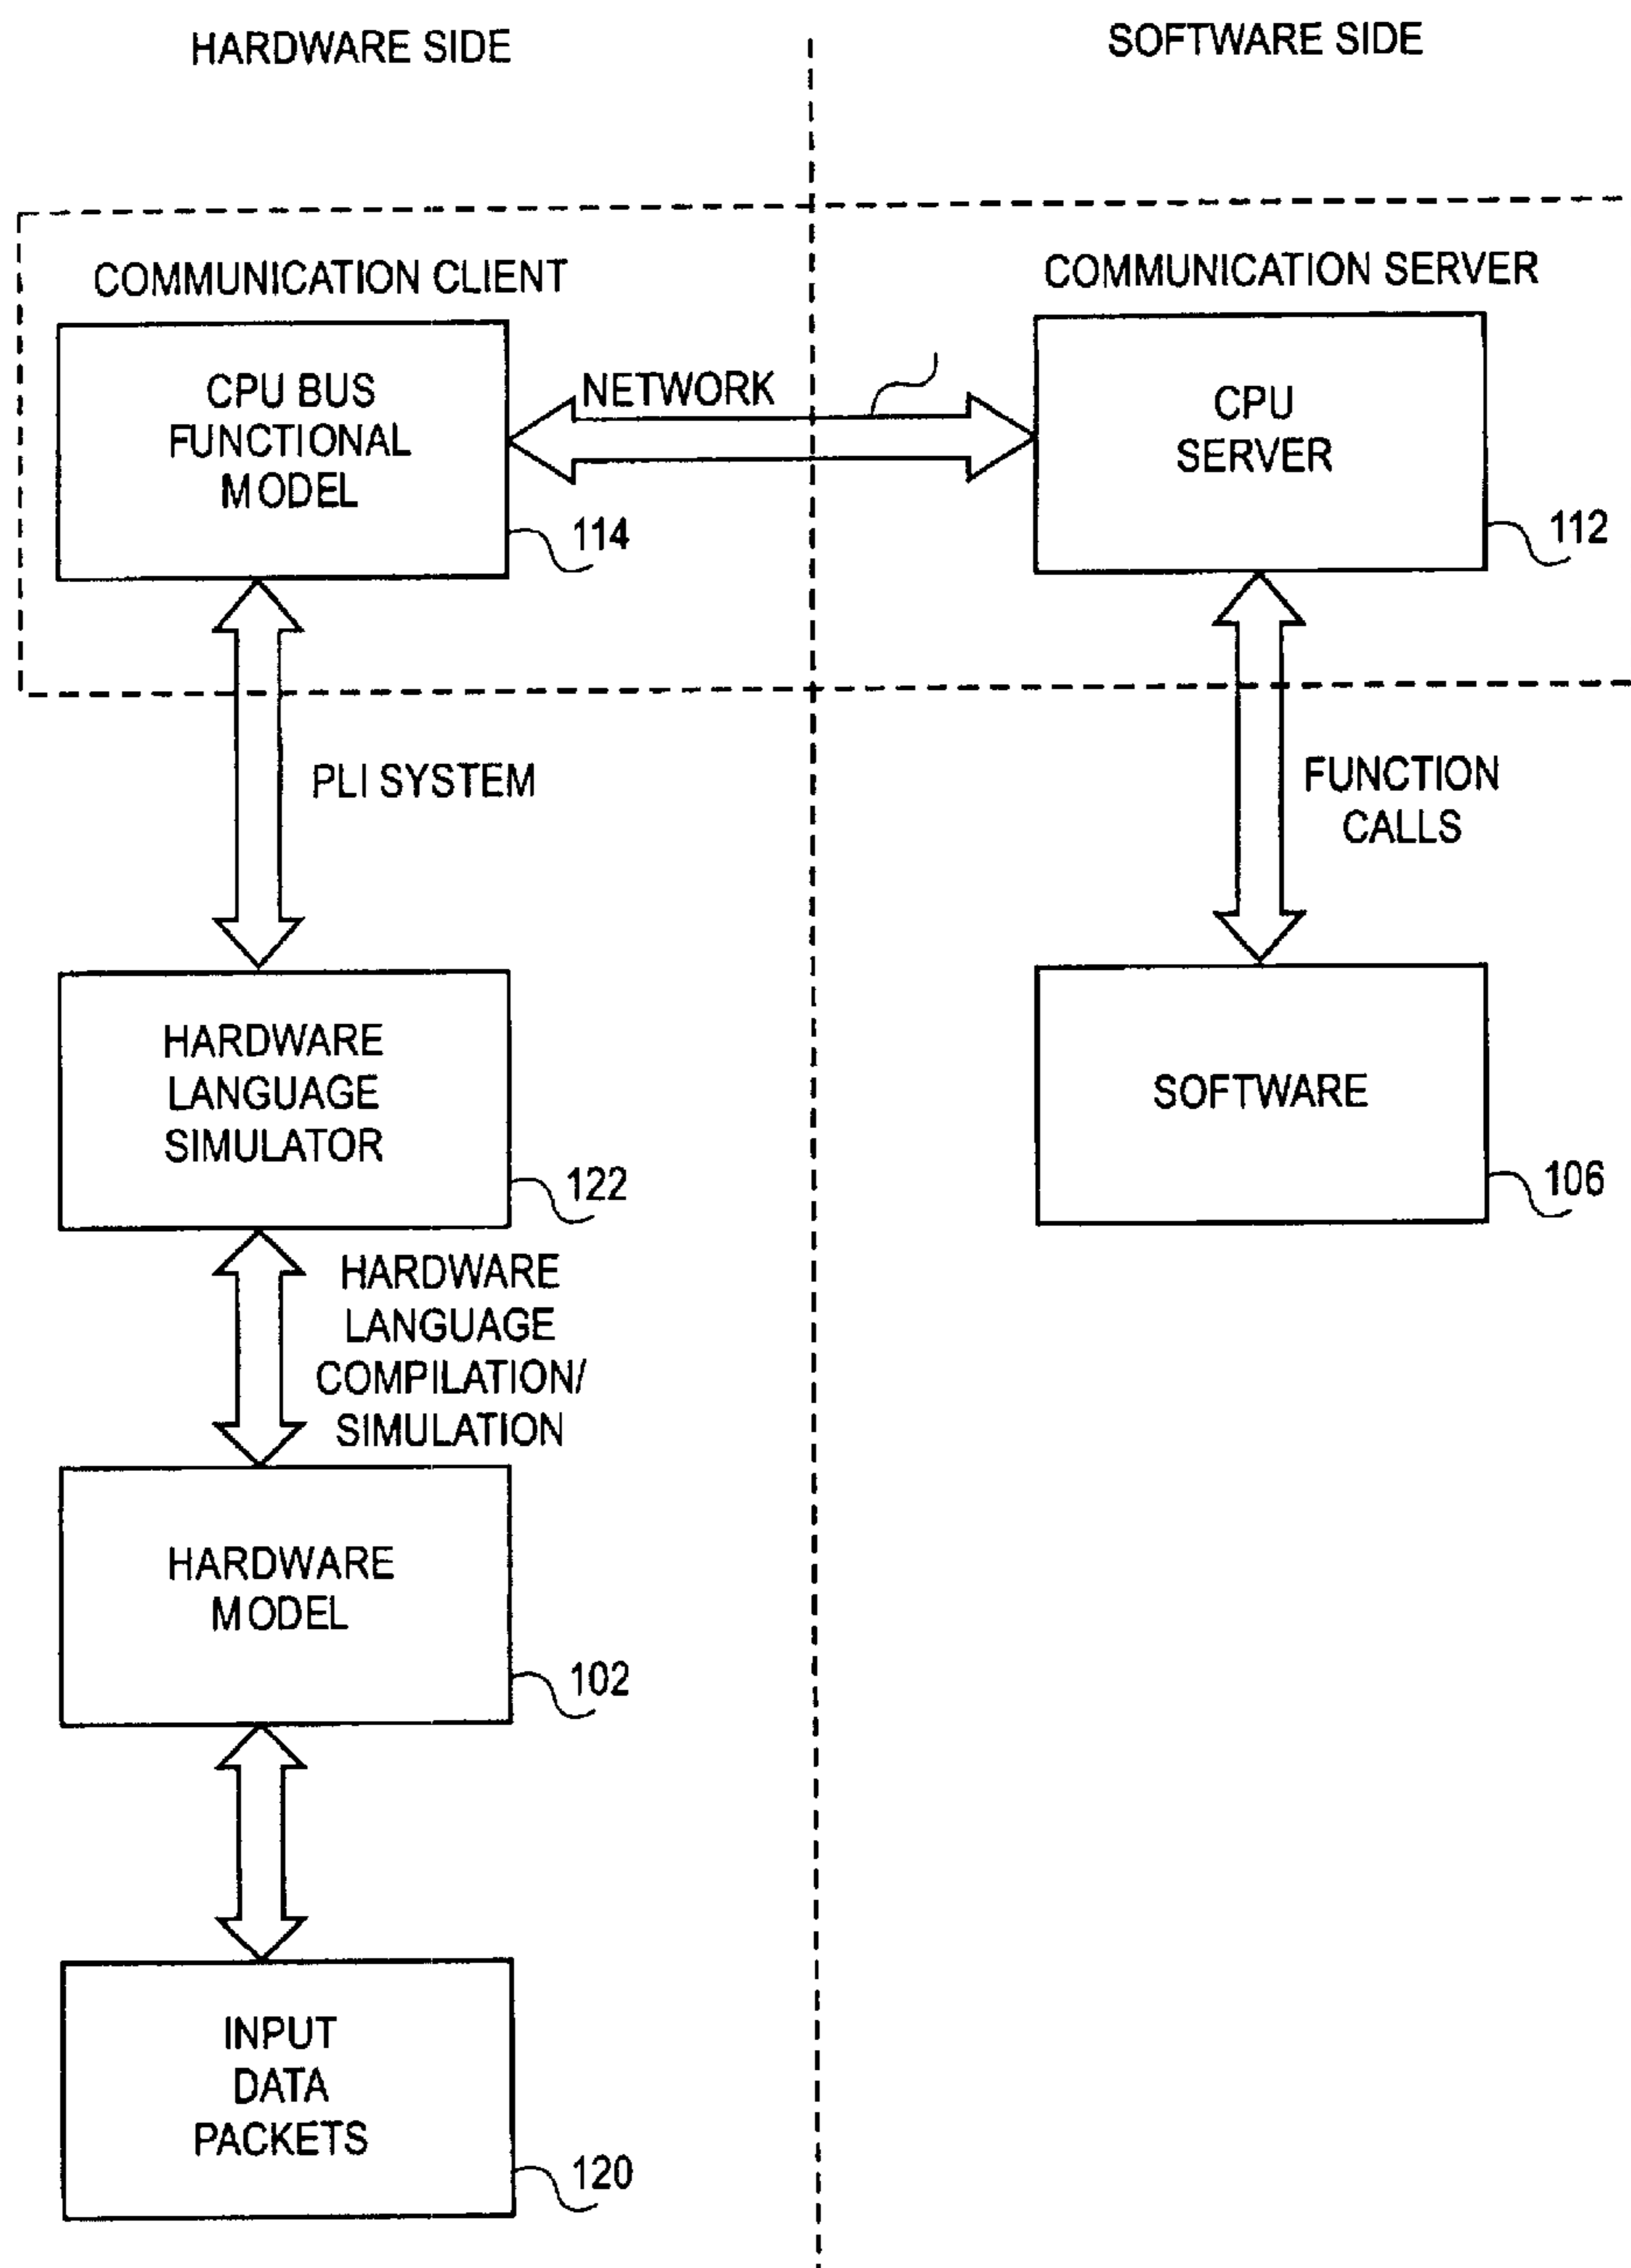 HARDWARE SIDE
SOFTWARE SIDE
COMMUNICATION CLIENT
COMMUNICATION SERVER
CPU BUS
FUNCTIONAL
MODEL
114
NETWORK
CPU
SERVER
112
PLI SYSTEM
FUNCTION
CALLS
HARDWARE
LANGUAGE
SIMULATOR
122
SOFTWARE
106
HARDWARE
LANGUAGE
COMPILATION/
SIMULATION
HARDWARE
MODEL
102
INPUT
DATA
PACKETS
120